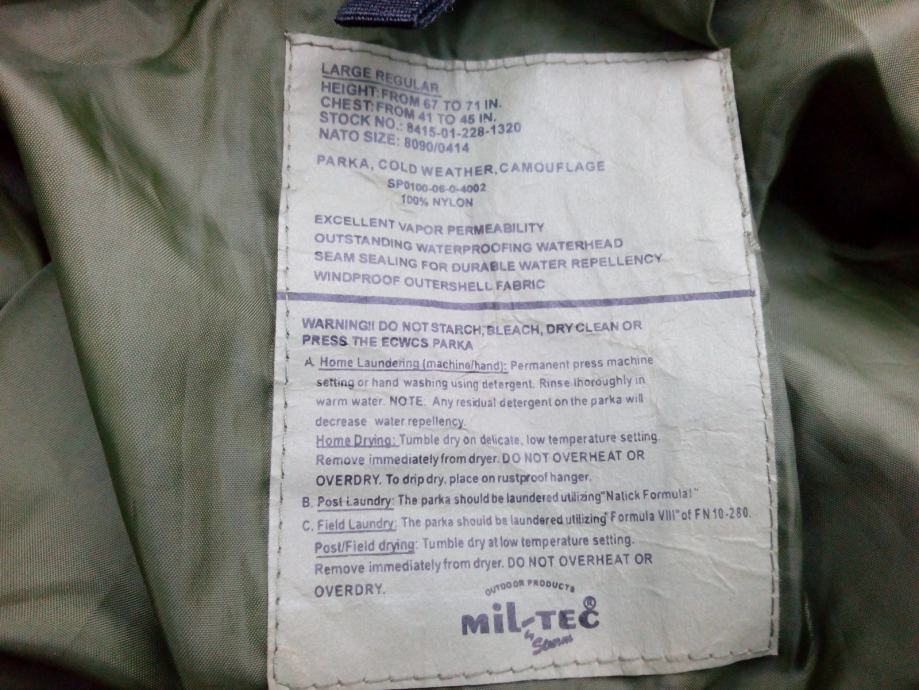 LARGE REGULAR
HEIGHT: FROM 67 TO 71 IN.
CHEST: FROM 41 TO 45 IN.
STOCK NO.: 8415-01-228-1320
NATO SIZE: 8090/0414
PARKA, COLD WEATHER, CAMOUFLAGE
SP0100-06-0-4002
100% NYLON
EXCELLENT VAPOR PERMEABILITY
OUTSTANDING WATERPROOFING WATERHEAD
SEAM SEALING FOR DURABLE WATER REPELLENCY
WINDPROOF OUTERSHELL FABRIC
WARNING!! DO NOT STARCH, BLEACH, DRY CLEAN OR
PRESS THE ECWCS PARKA
A. Home Laundering (machine/hand): Permanent press machine
setting or hand washing using detergent. Rinse thoroughly in
warm water. NOTE. Any residual detergent on the parka will
decrease water repellency.
Home Drying: Tumble dry on delicate, low temperature setting.
Remove immediately from dryer. DO NOT OVERHEAT OR
OVERDRY. To drip dry, place on rustproof hanger.
B. Post Laundry: The parka should be laundered utilizing "Natick Formula!"
C. Field Laundry: The parka should be laundered utilizing "Formula VIII" of FN 10-280.
Post/Field drying: Tumble dry at low temperature setting.
Remove immediately from dryer. DO NOT OVERHEAT OR
OVERDRY.
OUTDOOR PRODUCTS
MIL-TEC®
by Sturm